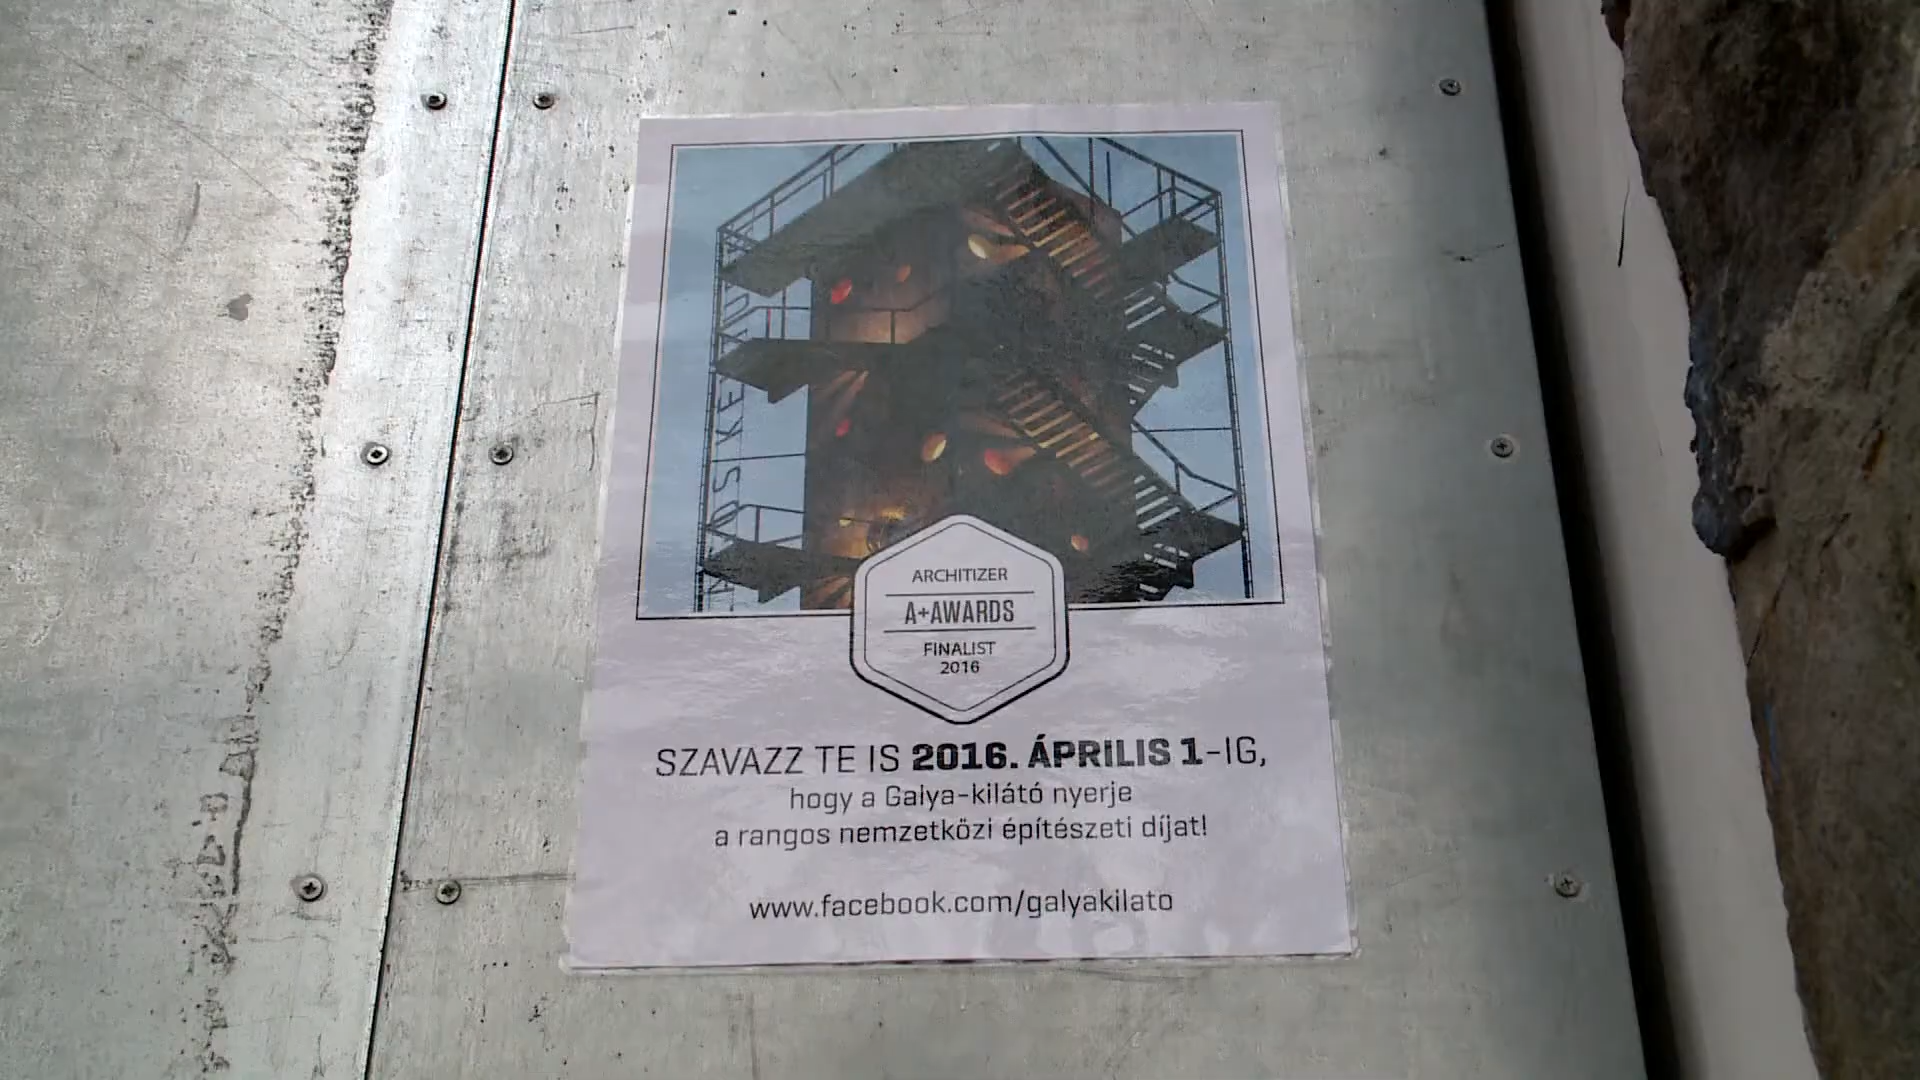 ARCHITIZER
A+AWARDS
FINALIST
2016
SZAVAZZ TE IS 2016. ÁPRILIS 1-IG,
hogy a Galya-kilátó nyerje
a rangos nemzetközi építészeti díjat!
www.facebook.com/galyakilato